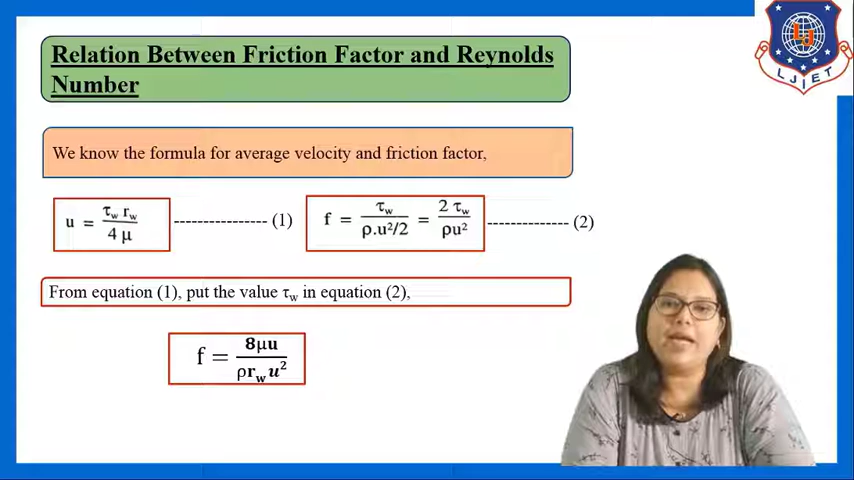 Relation Between Friction Factor and Reynolds
Number
LJIET
We know the formula for average velocity and friction factor,
u = τw rw / 4 μ ---------------- (1)
f = τw / ρ.u²/2 = 2 τw / ρu² -------------- (2)
From equation (1), put the value τw in equation (2),
f = 8μu / ρrwu²